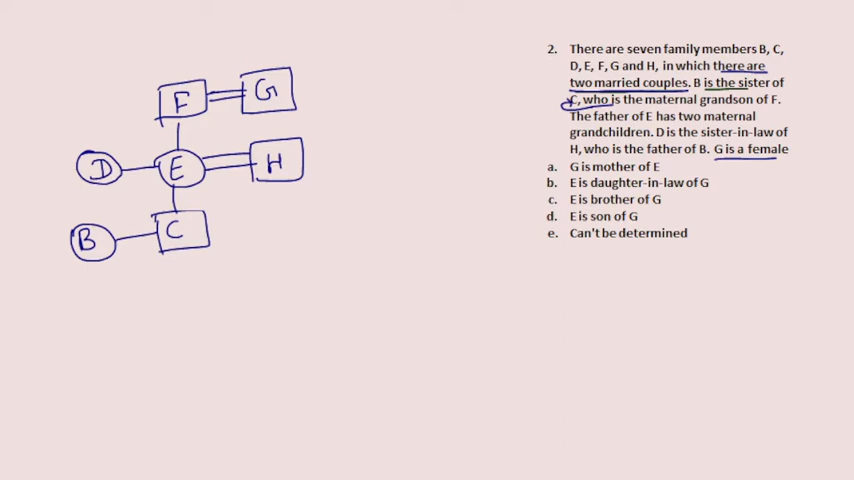 F G
D E H
B C
2. There are seven family members B, C,
D, E, F, G and H, in which there are
two married couples. B is the sister of
C, who is the maternal grandson of F.
The father of E has two maternal
grandchildren. D is the sister-in-law of
H, who is the father of B. G is a female
a. G is mother of E
b. E is daughter-in-law of G
c. E is brother of G
d. E is son of G
e. Can't be determined